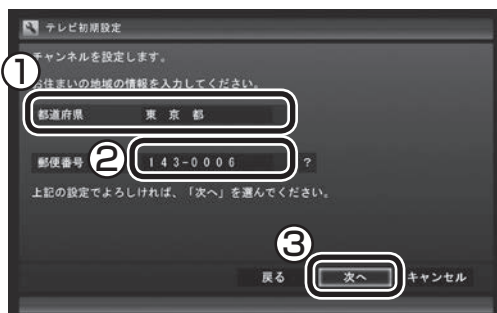 テレビ初期設定
チャンネルを設定します。
①
お住まいの地域の情報を入力してください。
都道府県 東京都
郵便番号 ② 143-0006 ?
上記の設定でよろしければ、「次へ」を選んでください。
③
戻る 次へ キャンセル